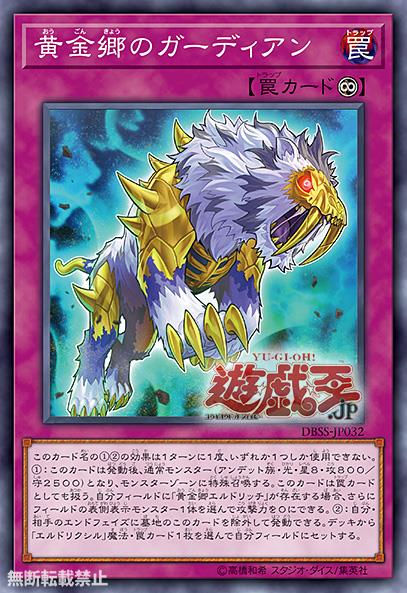 黄金郷のガーディアン
罠
【罠カード】
YU-GI-OH!
遊戯王.jp
DBSS-JP032
このカード名の①②の効果は1ターンに1度、いずれか1つしか使用できない。
①：このカードは発動後、通常モンスター（アンデット族・光・星8・攻800／
守2500）となり、モンスターゾーンに特殊召喚する。このカードは罠カード
としても扱う。自分フィールドに「黄金卿エルドリッチ」が存在する場合、さらに
フィールドの表側表示モンスター1体を選んで攻撃力を0にできる。②：自分・
相手のエンドフェイズに墓地のこのカードを除外して発動できる。デッキから
「エルドリクシル」魔法・罠カード1枚を選んで自分フィールドにセットする。
無断転載禁止
©高橋和希 スタジオ・ダイス/集英社